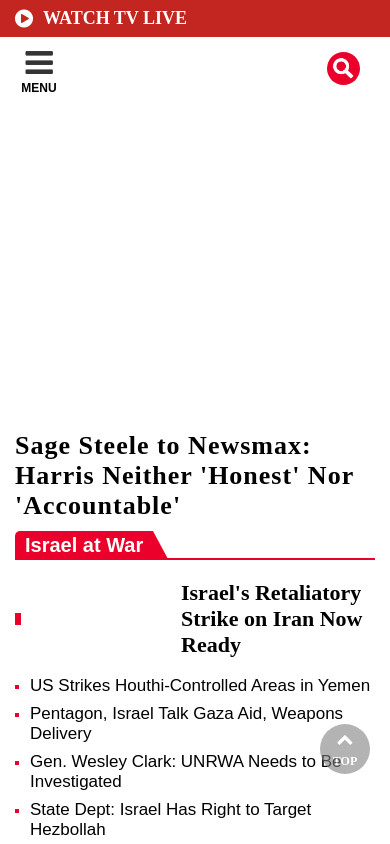 WATCH TV LIVE
MENU
Sage Steele to Newsmax:
Harris Neither 'Honest' Nor
'Accountable'
Israel at War
Israel's Retaliatory
Strike on Iran Now
Ready
US Strikes Houthi-Controlled Areas in Yemen
Pentagon, Israel Talk Gaza Aid, Weapons
Delivery
Gen. Wesley Clark: UNRWA Needs to Be
Investigated
TOP
State Dept: Israel Has Right to Target
Hezbollah